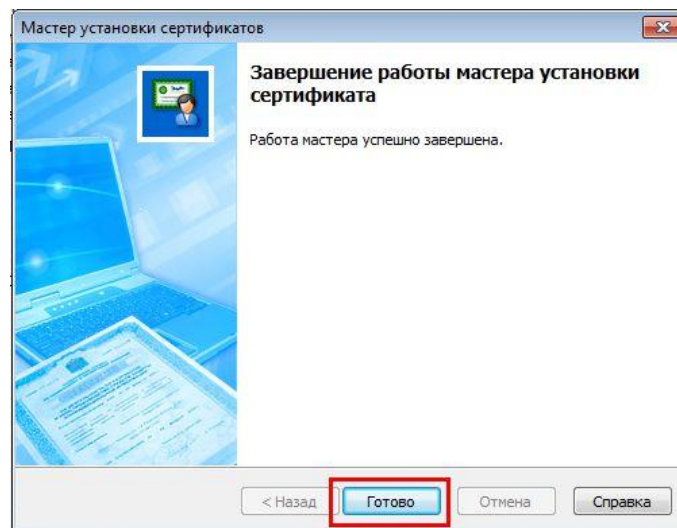 Мастер установки сертификатов
Завершение работы мастера установки
сертификата
Работа мастера успешно завершена.
< Назад
Готово
Отмена
Справка